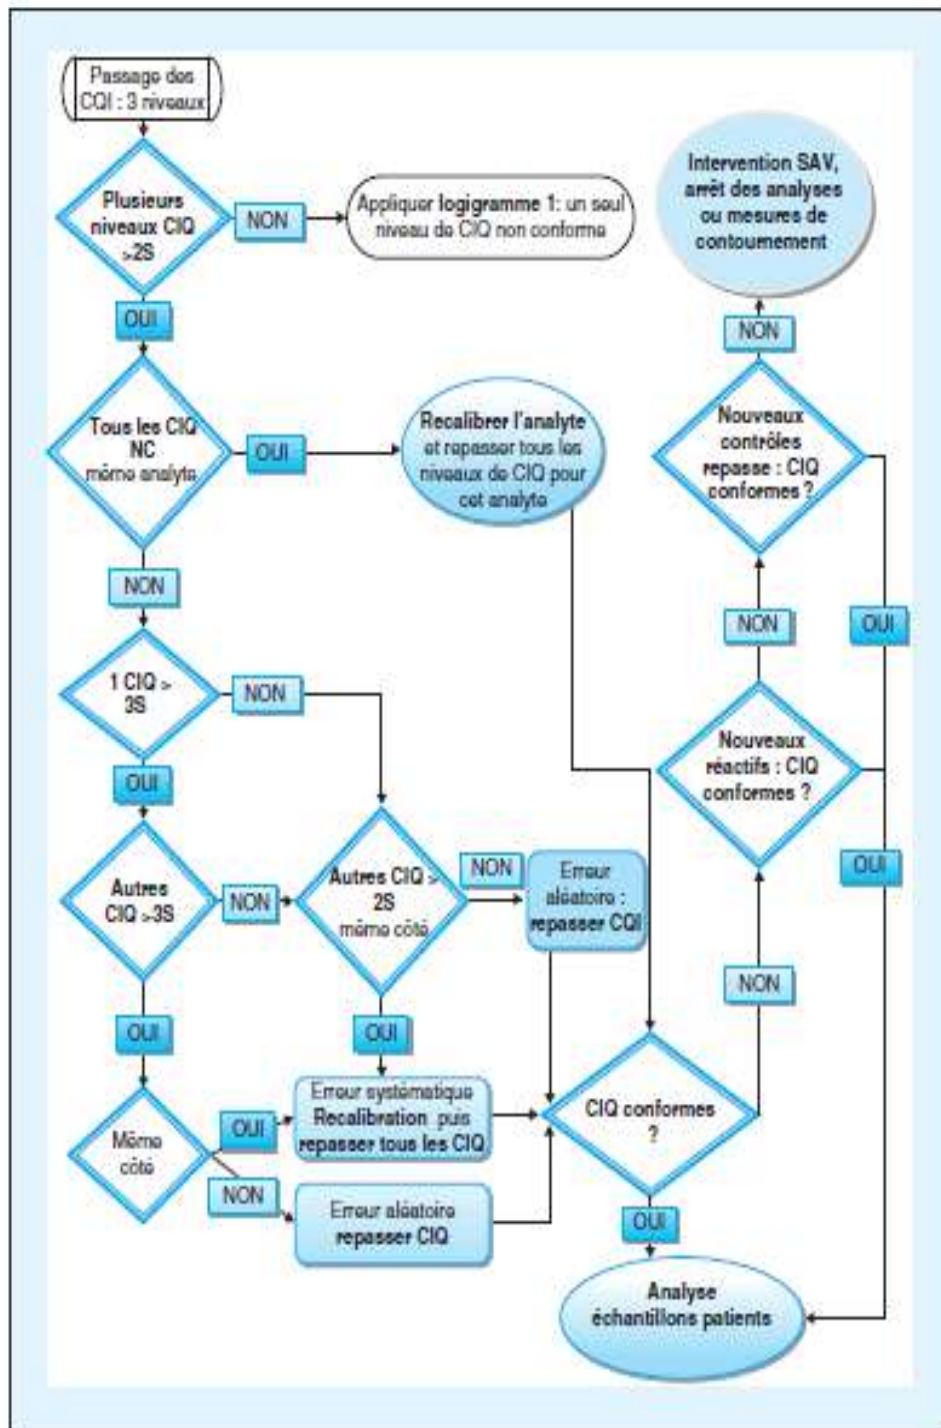 Passage des
CQI : 3 niveaux
Plusieurs
niveaux CIQ
>2S
NON
Appliquer logigramme 1: un seul
niveau de CIQ non conforme
Intervention SAV,
arrêt des analyses
ou mesures de
contournement
OUI
NON
Tous les CIQ
NC
même analyte
OUI
Recalibrer l'analyte
et repasser tous les
niveaux de CIQ pour
cet analyte
Nouveaux
contrôles
repasse : CIQ
conformes ?
NON
NON
OUI
1 CIQ >
3S
NON
Nouveaux
réactifs : CIQ
conformes ?
OUI
OUI
Autres
CIQ >3S
NON
Autres CIQ >
2S
même côté
NON
Erreur
aléatoire :
repasser CQI
NON
OUI
OUI
Même
côté
OUI
NON
Erreur systématique
Recalibration puis
repasser tous les CIQ
Erreur aléatoire
repasser CIQ
CIQ conformes
?
OUI
Analyse
échantillons patients